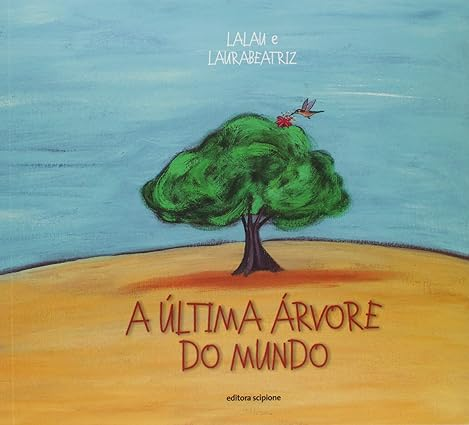 LALAU e
LAURABEATRIZ
A ÚLTIMA ÁRVORE
DO MUNDO
editora scipione